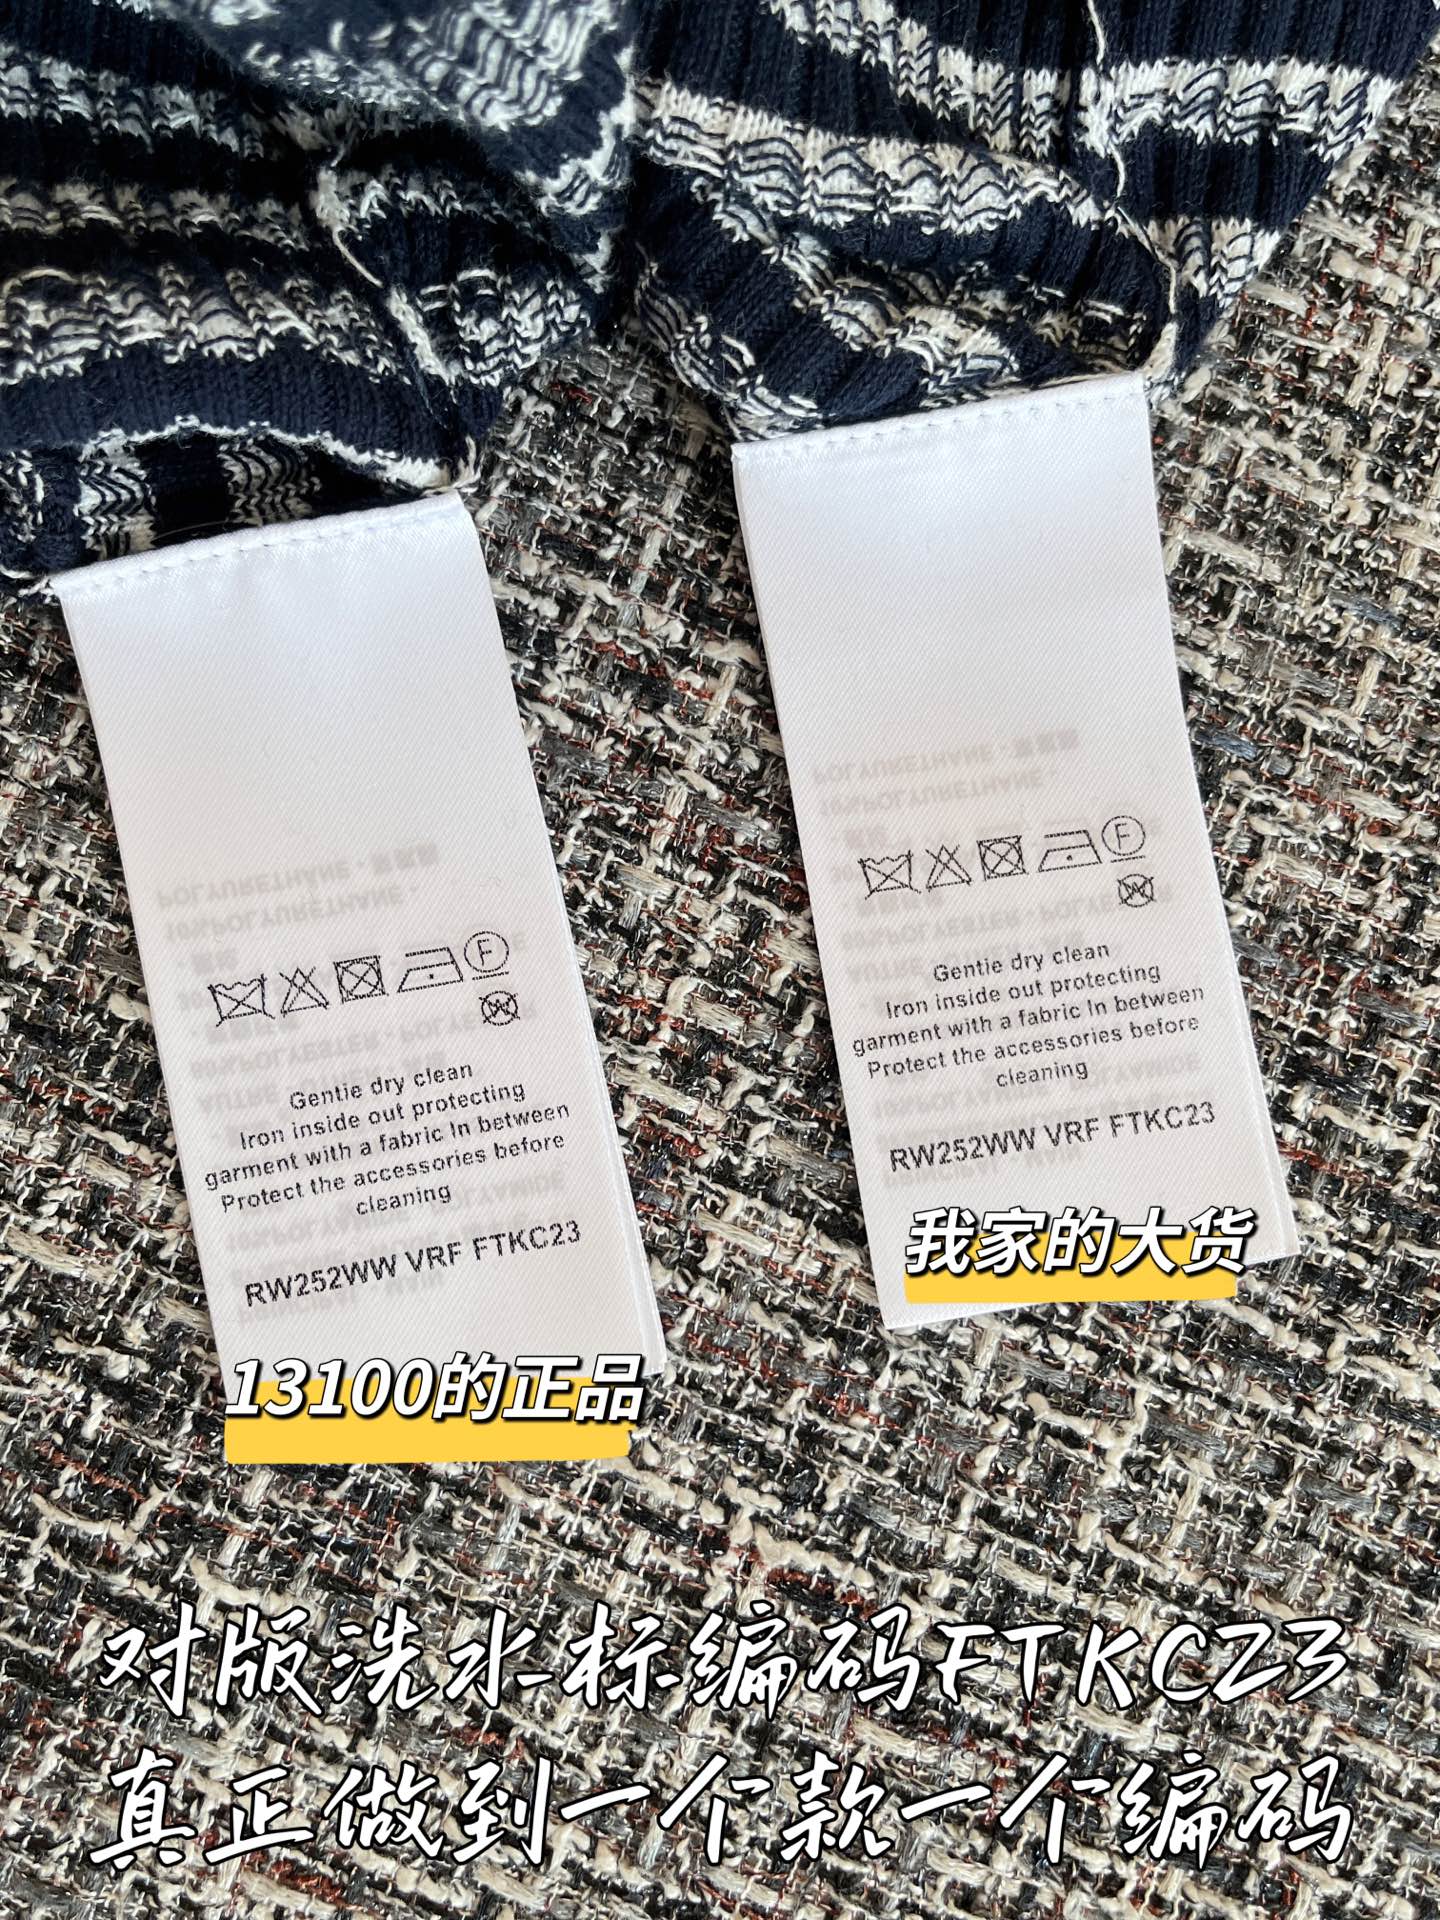 Gentie dry clean
Iron inside out protecting
garment with a fabric In between
Protect the accessories before
cleaning
RW252WW VRF FTKC23
13100的正品
POLYURETHANE
10%POLYURETHANE -
F
W
Gentie dry clean
Iron inside out protecting
garment with a fabric In between
Protect the accessories before
cleaning
RW252WW VRF FTKC23
我家的大货
对版洗水标编码FTKC23
真正做到一个款一个编码